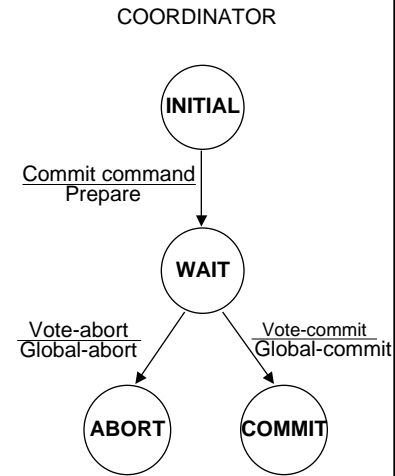 COORDINATOR
INITIAL
Commit command
Prepare
WAIT
Vote-abort
Global-abort
Vote-commit
Global-commit
ABORT
COMMIT